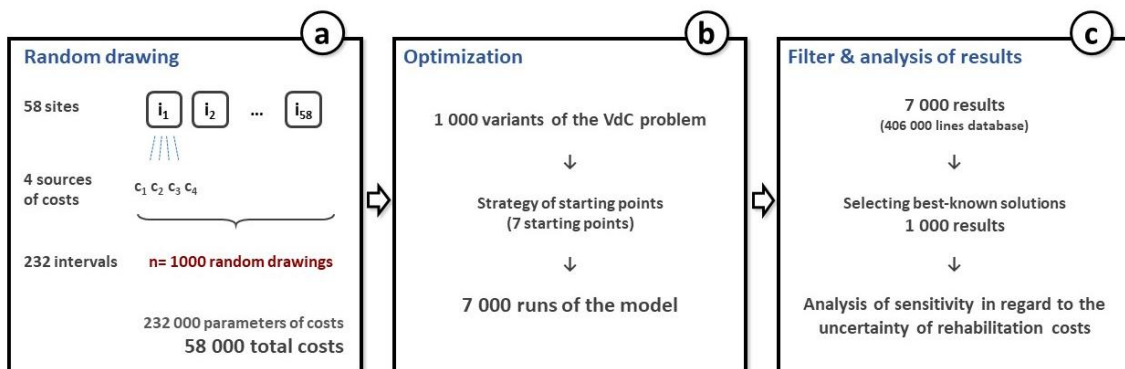 a
Random drawing
58 sites
i1 i2 ... i58
4 sources
of costs
c1 c2 c3 c4
232 intervals
n= 1000 random drawings
232 000 parameters of costs
58 000 total costs
b
Optimization
1 000 variants of the VdC problem
↓
Strategy of starting points
(7 starting points)
↓
7 000 runs of the model
c
Filter & analysis of results
7 000 results
(406 000 lines database)
↓
Selecting best-known solutions
1 000 results
↓
Analysis of sensitivity in regard to the
uncertainty of rehabilitation costs